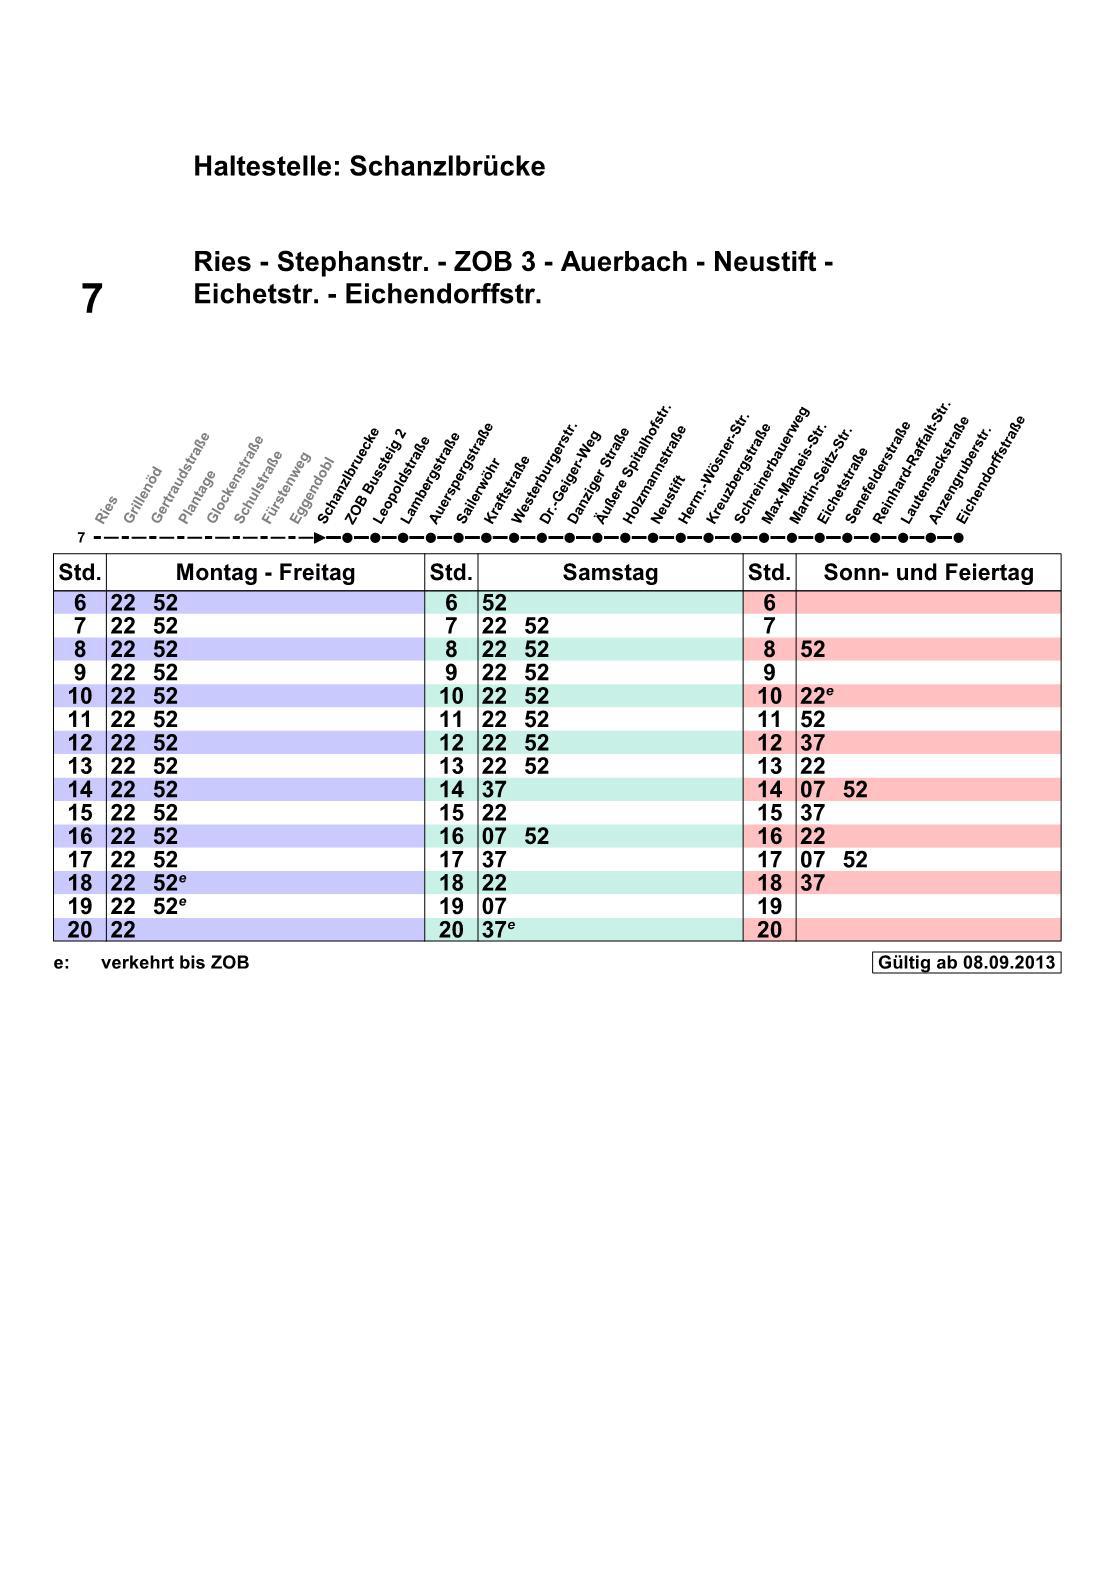 Haltestelle: Schanzlbrücke
Ries - Stephanstr. - ZOB 3 - Auerbach - Neustift -
7 Eichetstr. - Eichendorffstr.
Ries
Grillenöd
Gertraudstraße
Plantage
Glockenstraße
Schulstraße
Fürstenweg
Eggendobl
Schanzlbruecke
ZOB Bussteig 2
Leopoldstraße
Lambergstraße
Auerspergstraße
Sailerwöhr
Kraftstraße
Westerburgerstr.
Dr.-Geiger-Weg
Danziger Straße
Äußere Spitalhofstr.
Holzmannstraße
Neustift
Herm.-Wösner-Str.
Kreuzbergstraße
Schreinerbauerweg
Max-Matheis-Str.
Martin-Seitz-Str.
Eichetstraße
Senefelderstraße
Reinhard-Raffalt-Str.
Lautensackstraße
Anzengruberstr.
Eichendorffstraße
7
Std. Montag - Freitag Std. Samstag Std. Sonn- und Feiertag
6 22 52 6 52 6
7 22 52 7 22 52 7
8 22 52 8 22 52 8 52
9 22 52 9 22 52 9
10 22 52 10 22 52 10 22e
11 22 52 11 22 52 11 52
12 22 52 12 22 52 12 37
13 22 52 13 22 52 13 22
14 22 52 14 37 14 07 52
15 22 52 15 22 15 37
16 22 52 16 07 52 16 22
17 22 52 17 37 17 07 52
18 22 52e 18 22 18 37
19 22 52e 19 07 19
20 22 20 37e 20
e: verkehrt bis ZOB Gültig ab 08.09.2013